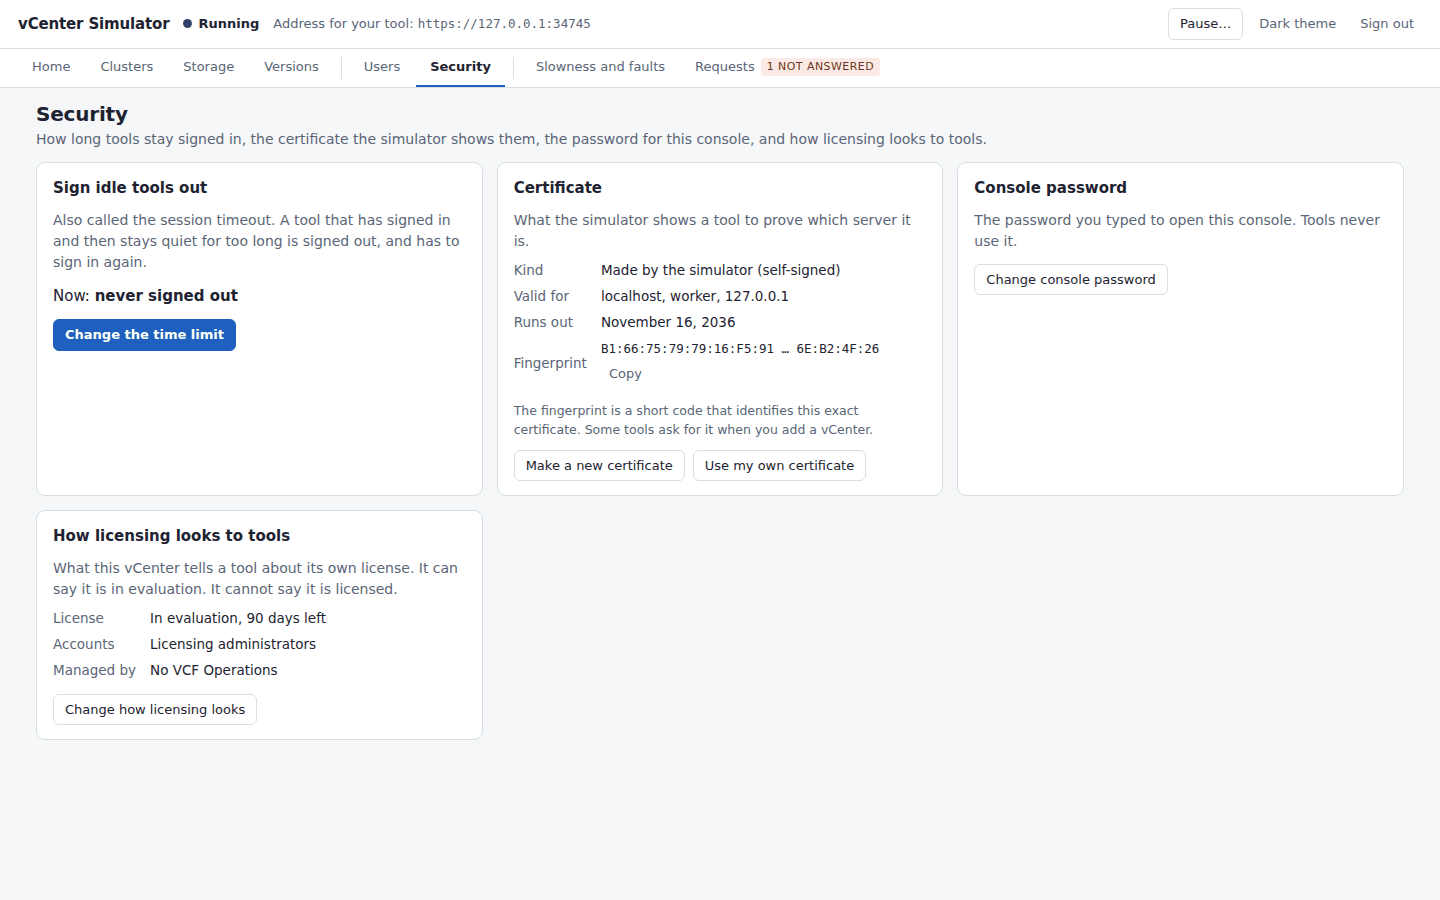 vCenter Simulator Running Address for your tool: https://127.0.0.1:34745 Pause... Dark theme Sign out
Home Clusters Storage Versions Users Security Slowness and faults Requests 1 NOT ANSWERED
Security
How long tools stay signed in, the certificate the simulator shows them, the password for this console, and how licensing looks to tools.
Sign idle tools out
Also called the session timeout. A tool that has signed in
and then stays quiet for too long is signed out, and has to
sign in again.
Now: never signed out
Change the time limit
Certificate
What the simulator shows a tool to prove which server it
is.
Kind Made by the simulator (self-signed)
Valid for localhost, worker, 127.0.0.1
Runs out November 16, 2036
Fingerprint B1:66:75:79:79:16:F5:91 … 6E:B2:4F:26
Copy
The fingerprint is a short code that identifies this exact
certificate. Some tools ask for it when you add a vCenter.
Make a new certificate Use my own certificate
Console password
The password you typed to open this console. Tools never
use it.
Change console password
How licensing looks to tools
What this vCenter tells a tool about its own license. It can
say it is in evaluation. It cannot say it is licensed.
License In evaluation, 90 days left
Accounts Licensing administrators
Managed by No VCF Operations
Change how licensing looks